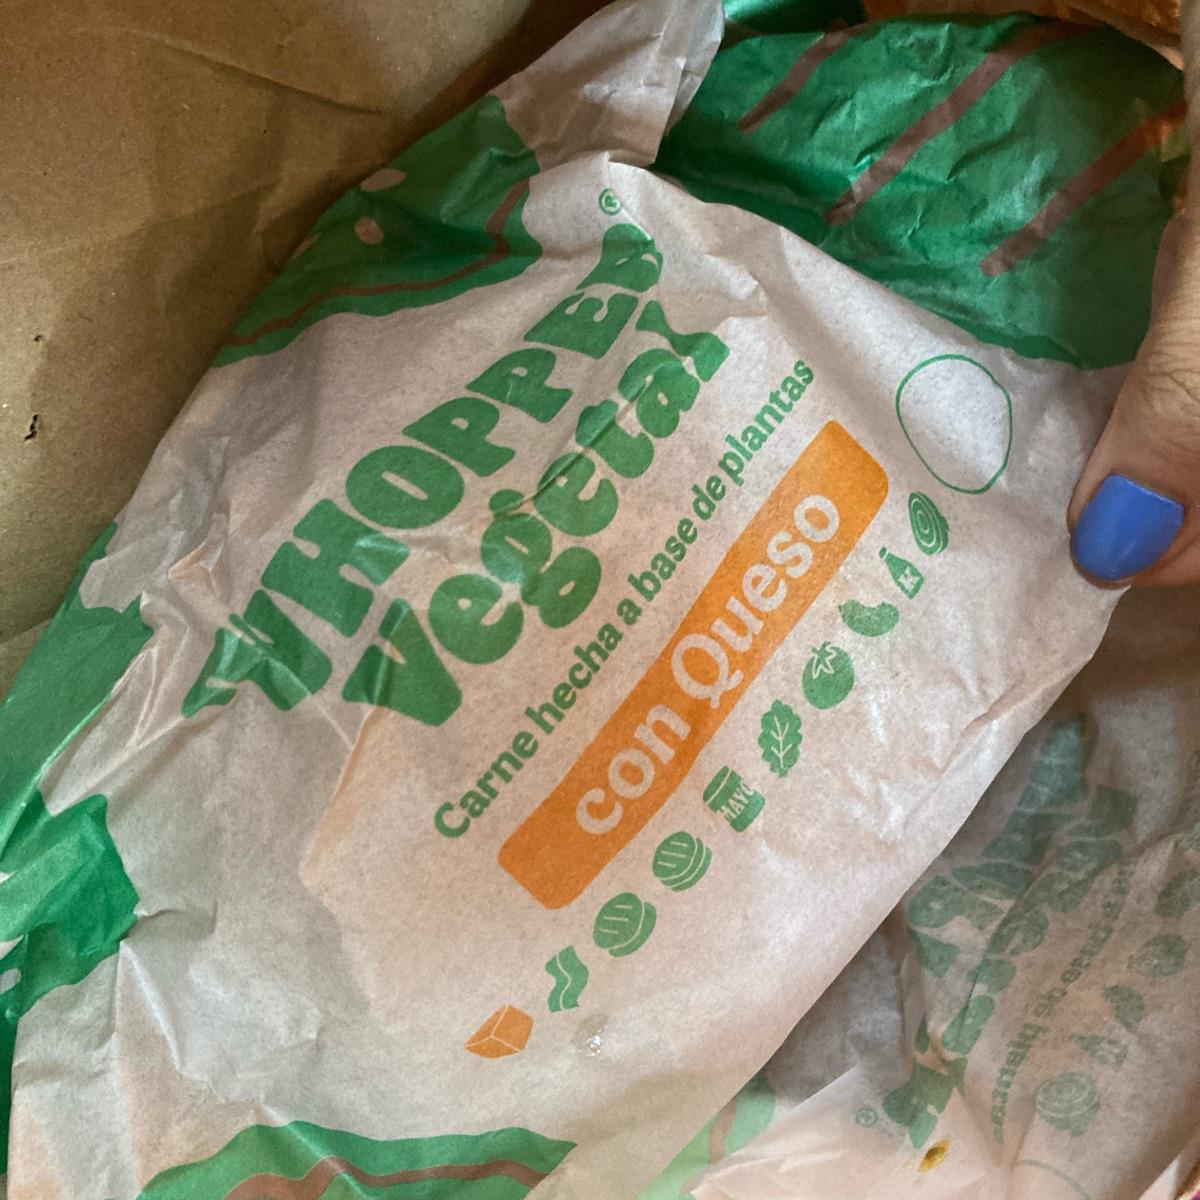 WHOPPER®
Vegetal
Carne hecha a base de plantas
con Queso
MAYO
K
®